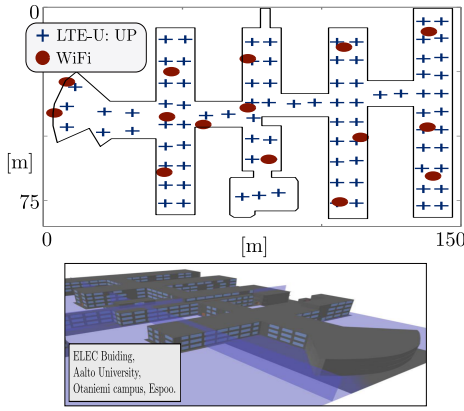 0
LTE-U: UP
WiFi
[m]
75
0
[m]
150
ELEC Buiding,
Aalto University,
Otaniemi campus, Espoo.